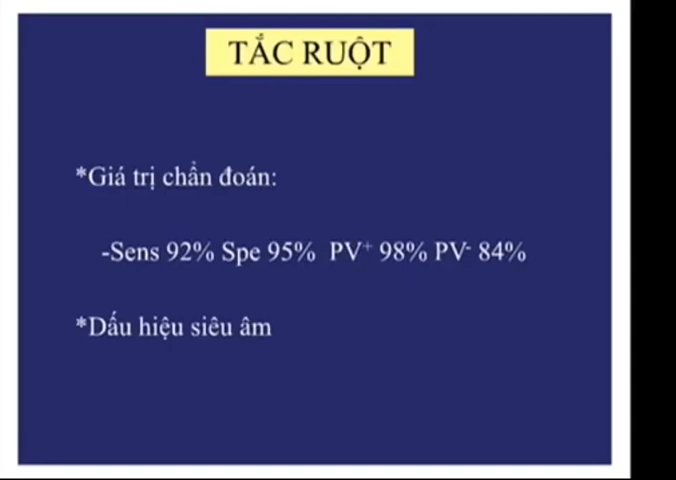 TẮC RUỘT
*Giá trị chẩn đoán:
-Sens 92% Spe 95% PV⁺ 98% PV⁻ 84%
*Dấu hiệu siêu âm